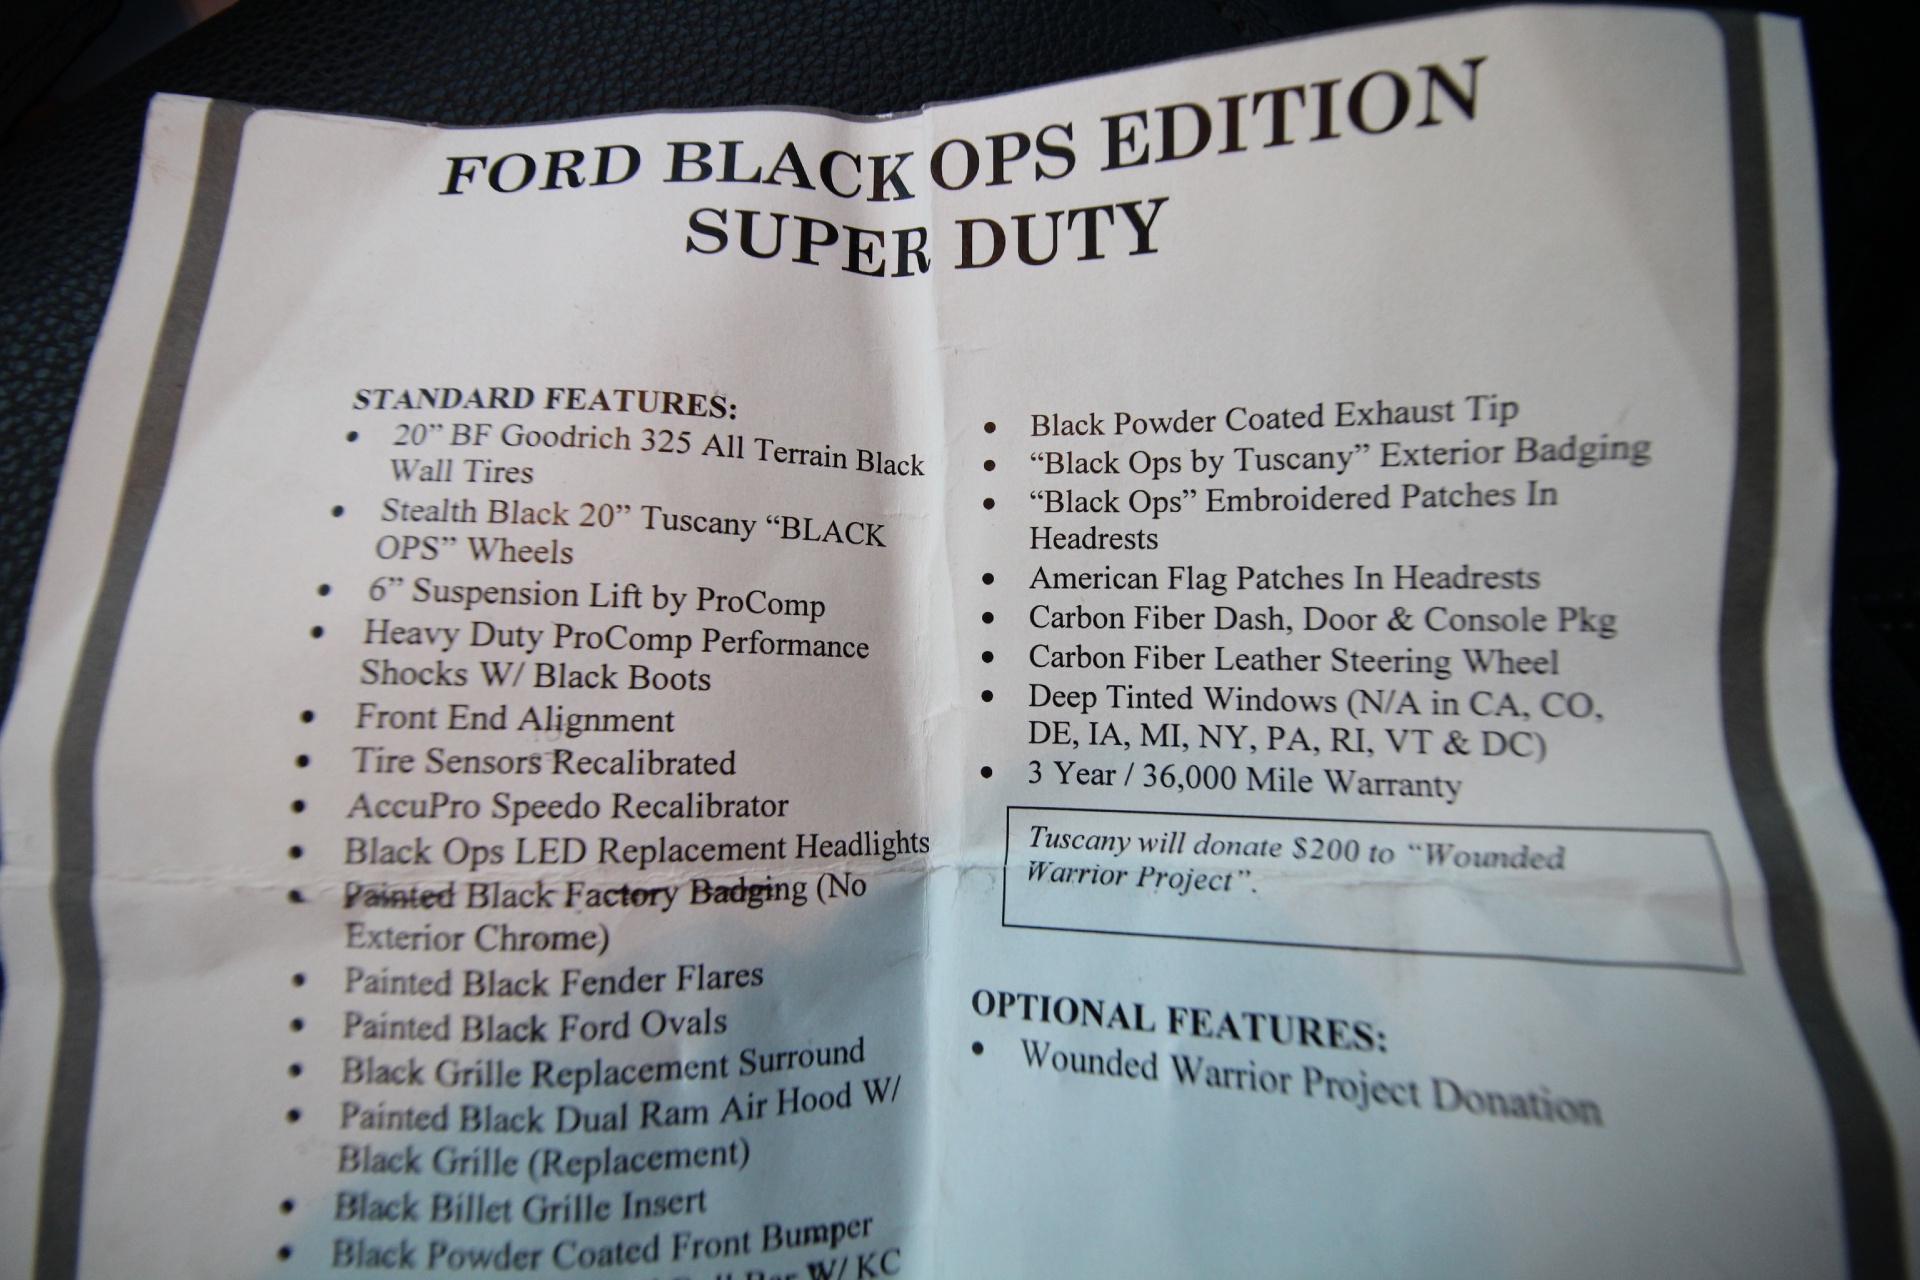 FORD BLACK OPS EDITION
SUPER DUTY
STANDARD FEATURES:
• 20” BF Goodrich 325 All Terrain Black
Wall Tires
• Stealth Black 20” Tuscany “BLACK
OPS” Wheels
• 6” Suspension Lift by ProComp
• Heavy Duty ProComp Performance
Shocks W/ Black Boots
• Front End Alignment
• Tire Sensors Recalibrated
• AccuPro Speedo Recalibrator
• Black Ops LED Replacement Headlights
• Painted Black Factory Badging (No
Exterior Chrome)
• Painted Black Fender Flares
• Painted Black Ford Ovals
• Black Grille Replacement Surround
• Painted Black Dual Ram Air Hood W/
Black Grille (Replacement)
• Black Billet Grille Insert
• Black Powder Coated Front Bumper
W/ KC
• Black Powder Coated Exhaust Tip
• “Black Ops by Tuscany” Exterior Badging
• “Black Ops” Embroidered Patches In
Headrests
• American Flag Patches In Headrests
• Carbon Fiber Dash, Door & Console Pkg
• Carbon Fiber Leather Steering Wheel
• Deep Tinted Windows (N/A in CA, CO,
DE, IA, MI, NY, PA, RI, VT & DC)
• 3 Year / 36,000 Mile Warranty
Tuscany will donate $200 to “Wounded
Warrior Project”.
OPTIONAL FEATURES:
• Wounded Warrior Project Donation